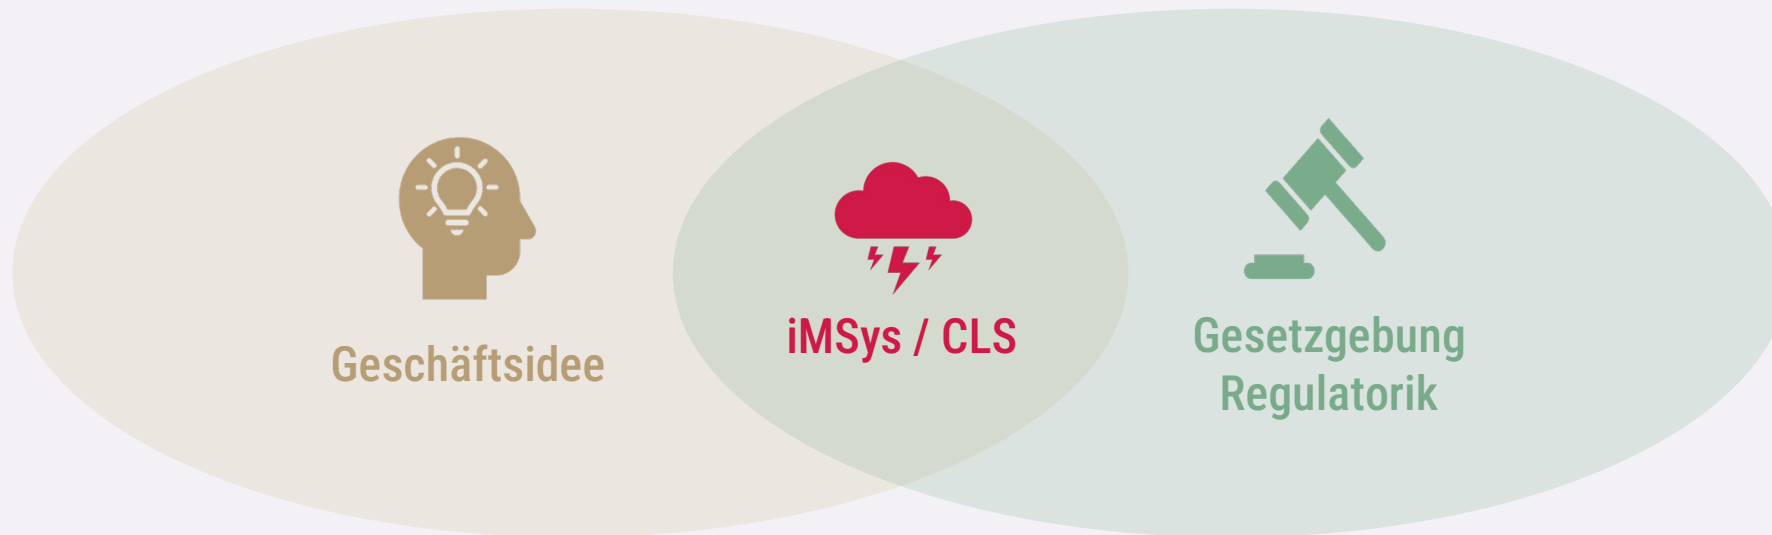 Geschäftsidee
iMSys / CLS
Gesetzgebung
Regulatorik